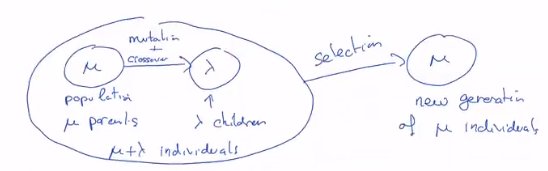 mutation
+
crossover
μ
λ
population
μ parents
λ children
μ+λ individuals
selection
μ
new generation
of μ individuals